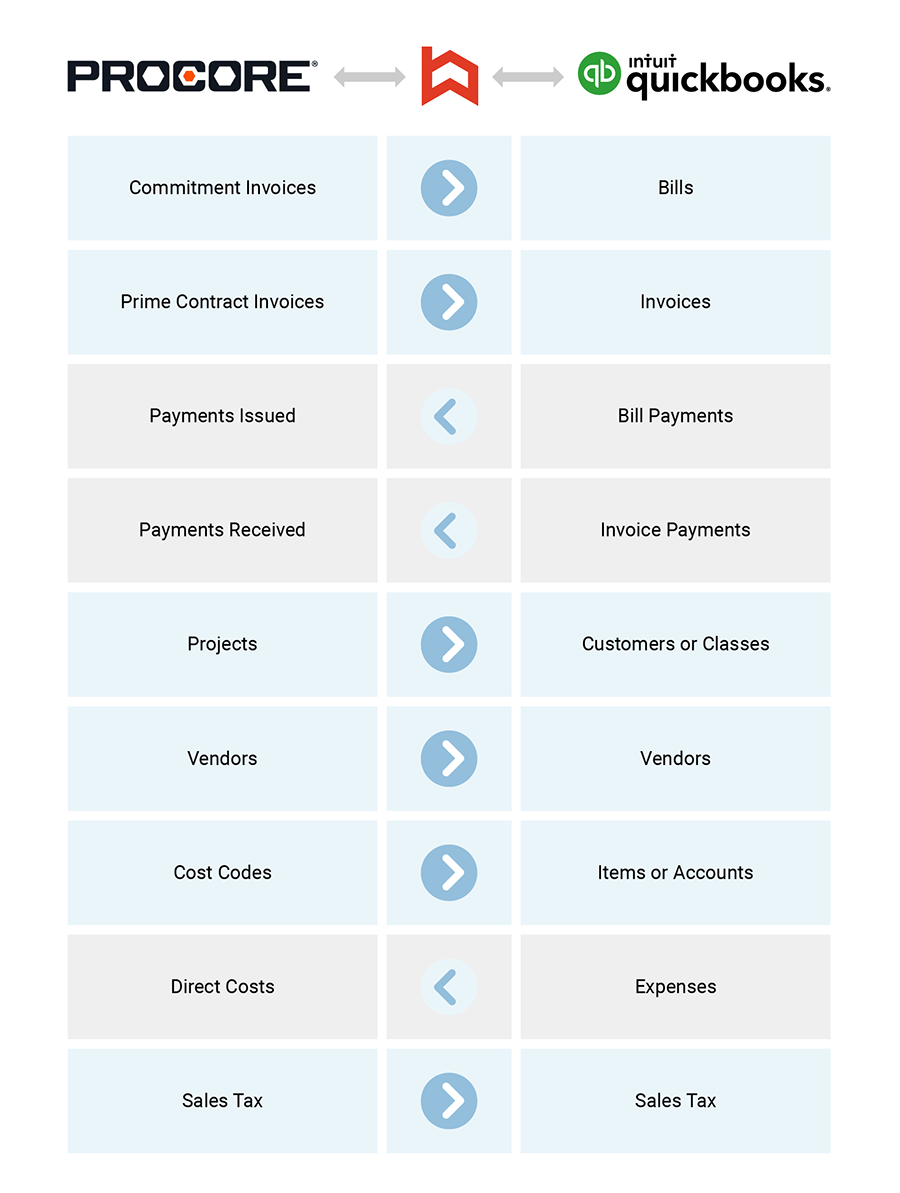 PROCORE®
qb intuit quickbooks.®
Commitment Invoices
Bills
Prime Contract Invoices
Invoices
Payments Issued
Bill Payments
Payments Received
Invoice Payments
Projects
Customers or Classes
Vendors
Vendors
Cost Codes
Items or Accounts
Direct Costs
Expenses
Sales Tax
Sales Tax